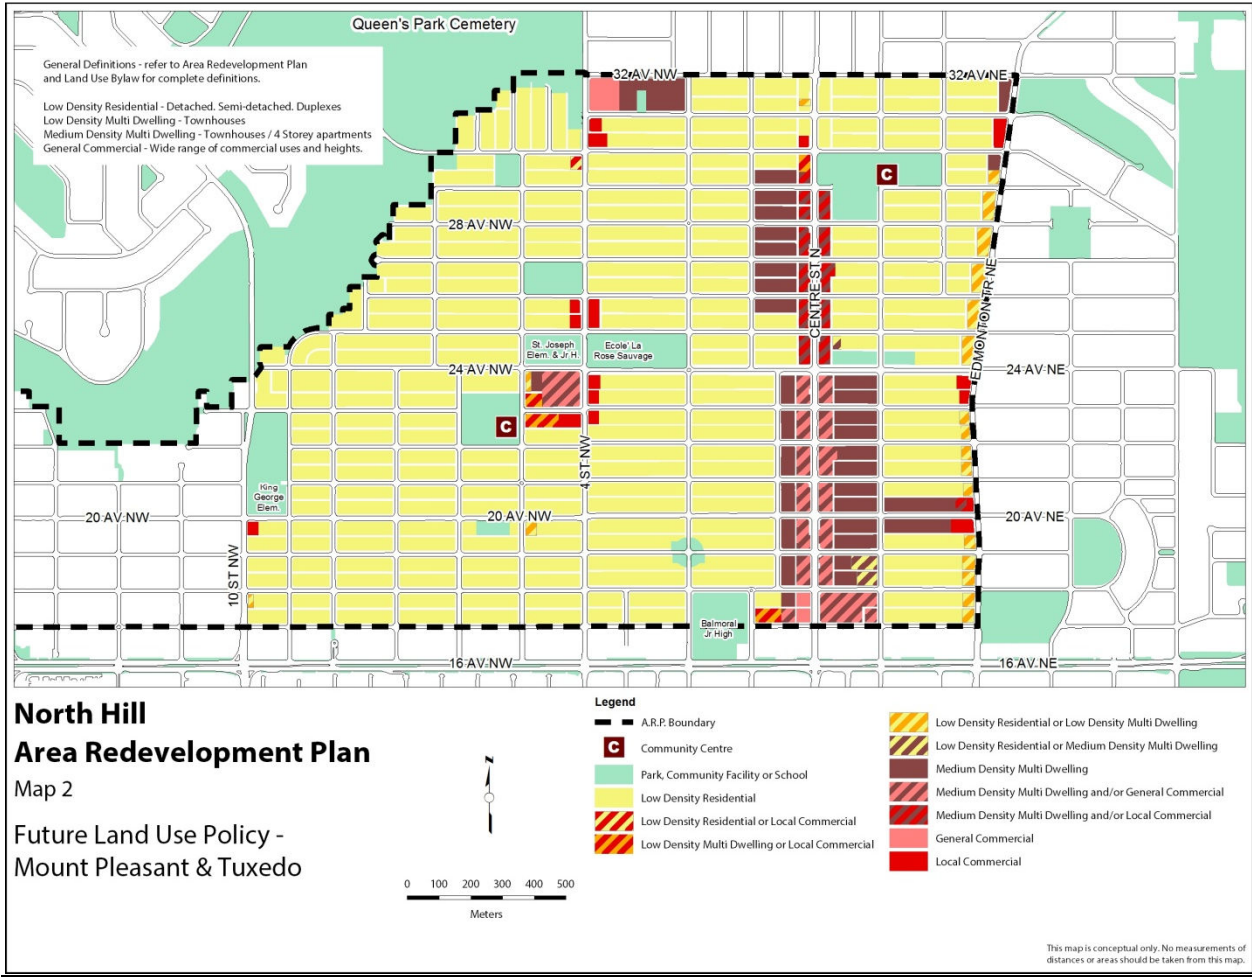 Queen's Park Cemetery
General Definitions - refer to Area Redevelopment Plan
and Land Use Bylaw for complete definitions.
Low Density Residential - Detached. Semi-detached. Duplexes
Low Density Multi Dwelling - Townhouses
Medium Density Multi Dwelling - Townhouses / 4 Storey apartments
General Commercial - Wide range of commercial uses and heights.
32 AV NW
32 AV NE
C
28 AV NW
CENTRE ST N
EDMONTON TR NE
St. Joseph
Elem. & Jr H.
Ecole' La
Rose Sauvage
24 AV NW
24 AV NE
C
4 ST NW
King
George
Elem.
20 AV NW
20 AV NW
20 AV NE
10 ST NW
Balmoral
Jr High
16 AV NW
16 AV NE
North Hill
Area Redevelopment Plan
Map 2
Future Land Use Policy -
Mount Pleasant & Tuxedo
N
0 100 200 300 400 500
Meters
Legend
A.R.P. Boundary
C Community Centre
Park, Community Facility or School
Low Density Residential
Low Density Residential or Local Commercial
Low Density Multi Dwelling or Local Commercial
Low Density Residential or Low Density Multi Dwelling
Low Density Residential or Medium Density Multi Dwelling
Medium Density Multi Dwelling
Medium Density Multi Dwelling and/or General Commercial
Medium Density Multi Dwelling and/or Local Commercial
General Commercial
Local Commercial
This map is conceptual only. No measurements of
distances or areas should be taken from this map.